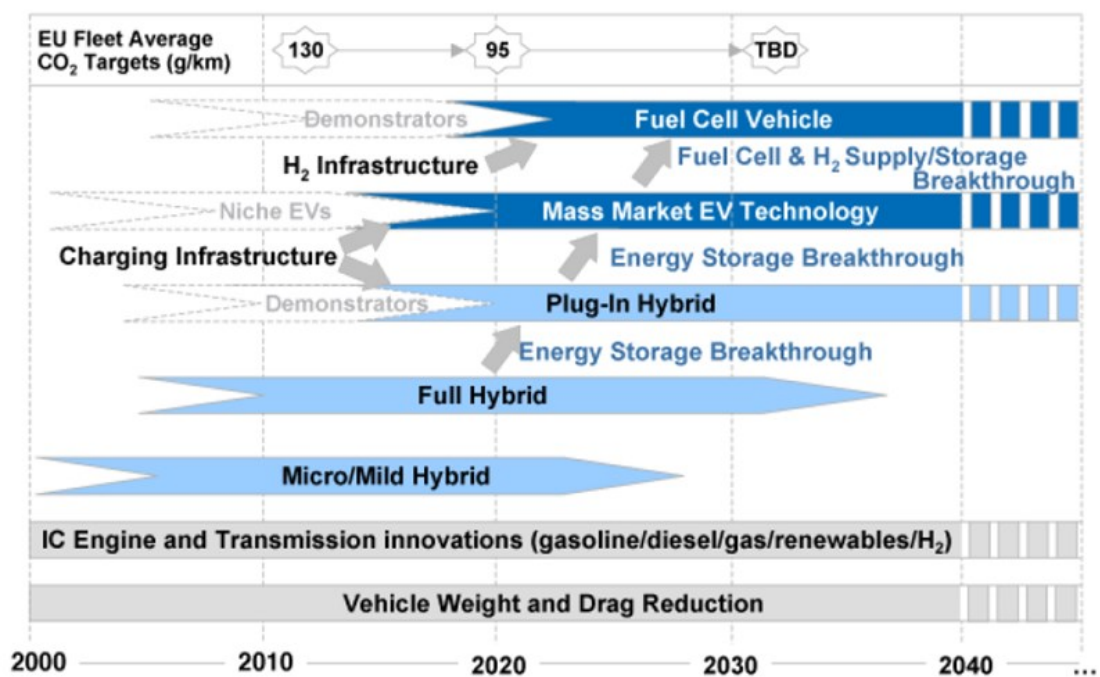 EU Fleet Average
CO₂ Targets (g/km)
130
95
TBD
Demonstrators
Fuel Cell Vehicle
H₂ Infrastructure
Fuel Cell & H₂ Supply/Storage
Breakthrough
Niche EVs
Mass Market EV Technology
Charging Infrastructure
Energy Storage Breakthrough
Demonstrators
Plug-In Hybrid
Energy Storage Breakthrough
Full Hybrid
Micro/Mild Hybrid
IC Engine and Transmission innovations (gasoline/diesel/gas/renewables/H₂)
Vehicle Weight and Drag Reduction
2000
2010
2020
2030
2040
...